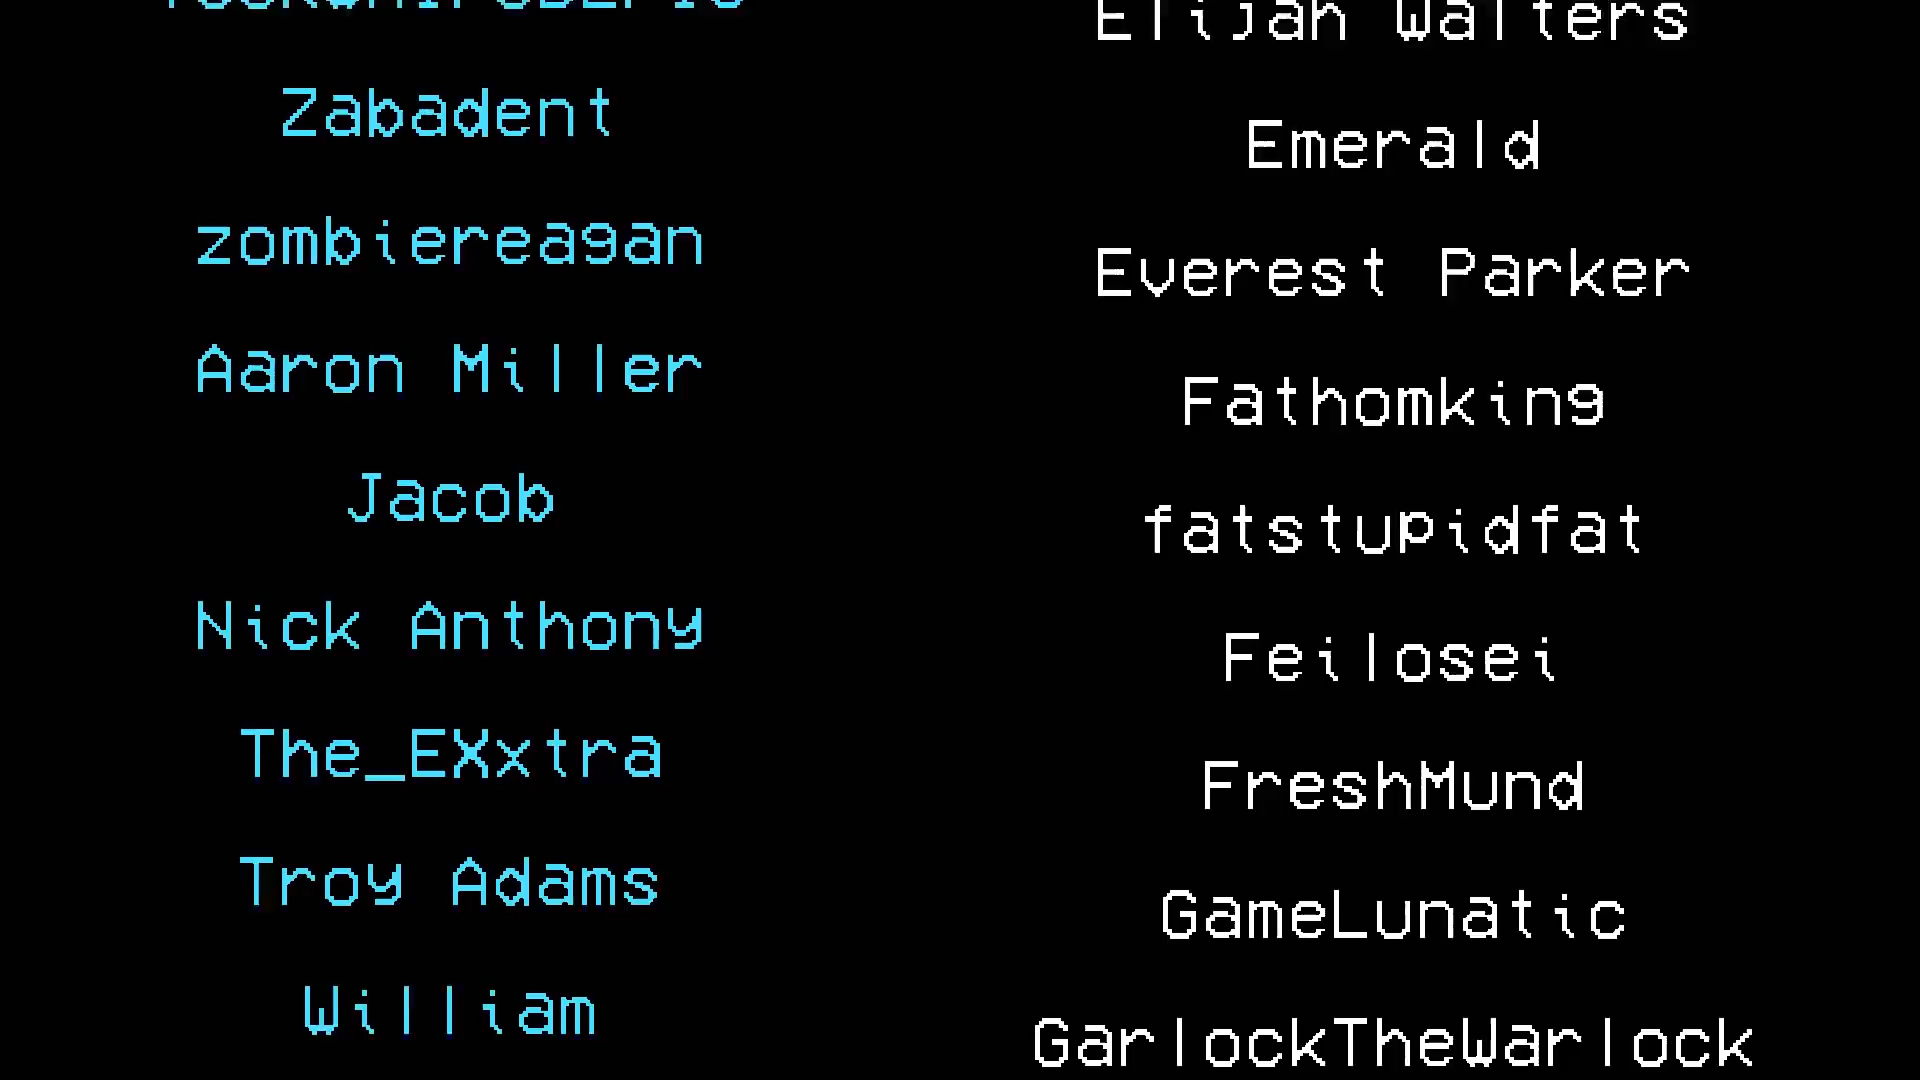 Zabadent
zombiereagan
Aaron Miller
Jacob
Nick Anthony
The_EXxtra
Troy Adams
William
Elijah Walters
Emerald
Everest Parker
Fathomking
fatstupidfat
Feilosei
FreshMund
GameLunatic
GarlockTheWarlock